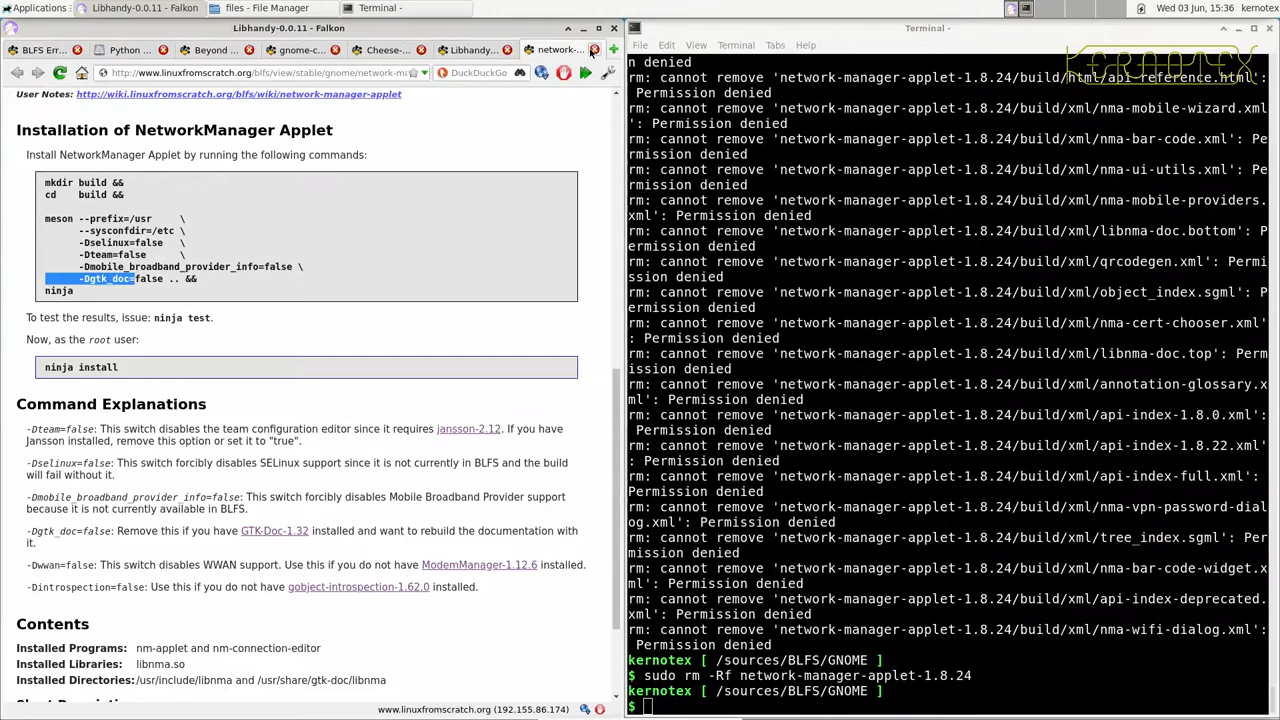 Applications
Libhandy-0.0.11 - Falkon
files - File Manager
Terminal -
Wed 03 Jun, 15:36
kernotex
Libhandy-0.0.11 - Falkon
BLFS Err...
Python ...
Beyond ...
gnome-c...
Cheese-...
Libhandy...
network-...
http://www.linuxfromscratch.org/blfs/view/stable/gnome/network-ma
DuckDuckGo
User Notes: http://wiki.linuxfromscratch.org/blfs/wiki/network-manager-applet
Installation of NetworkManager Applet
Install NetworkManager Applet by running the following commands:
mkdir build &&
cd    build &&
meson --prefix=/usr     \
      --sysconfdir=/etc \
      -Dselinux=false   \
      -Dteam=false      \
      -Dmobile_broadband_provider_info=false \
      -Dgtk_doc=false .. &&
ninja
To test the results, issue: ninja test.
Now, as the root user:
ninja install
Command Explanations
-Dteam=false: This switch disables the team configuration editor since it requires jansson-2.12. If you have
Jansson installed, remove this option or set it to "true".
-Dselinux=false: This switch forcibly disables SELinux support since it is not currently in BLFS and the build
will fail without it.
-Dmobile_broadband_provider_info=false: This switch forcibly disables Mobile Broadband Provider support
because it is not currently available in BLFS.
-Dgtk_doc=false: Remove this if you have GTK-Doc-1.32 installed and want to rebuild the documentation with
it.
-Dwwan=false: This switch disables WWAN support. Use this if you do not have ModemManager-1.12.6 installed.
-Dintrospection=false: Use this if you do not have gobject-introspection-1.62.0 installed.
Contents
Installed Programs: nm-applet and nm-connection-editor
Installed Libraries: libnma.so
Installed Directories: /usr/include/libnma and /usr/share/gtk-doc/libnma
www.linuxfromscratch.org (192.155.86.174)
Terminal -
File Edit View Terminal Tabs Help
KERNOTEX
n denied
rm: cannot remove 'network-manager-applet-1.8.24/build/html/api_reference.html':
 Permission denied
rm: cannot remove 'network-manager-applet-1.8.24/build/xml/nma-mobile-wizard.xml
': Permission denied
rm: cannot remove 'network-manager-applet-1.8.24/build/xml/nma-bar-code.xml': Pe
rmission denied
rm: cannot remove 'network-manager-applet-1.8.24/build/xml/nma-ui-utils.xml': Pe
rmission denied
rm: cannot remove 'network-manager-applet-1.8.24/build/xml/nma-mobile-providers.
xml': Permission denied
rm: cannot remove 'network-manager-applet-1.8.24/build/xml/libnma-doc.bottom': P
ermission denied
rm: cannot remove 'network-manager-applet-1.8.24/build/xml/qrcodegen.xml': Permi
ssion denied
rm: cannot remove 'network-manager-applet-1.8.24/build/xml/object_index.sgml': P
ermission denied
rm: cannot remove 'network-manager-applet-1.8.24/build/xml/nma-cert-chooser.xml'
: Permission denied
rm: cannot remove 'network-manager-applet-1.8.24/build/xml/libnma-doc.top': Perm
ission denied
rm: cannot remove 'network-manager-applet-1.8.24/build/xml/annotation-glossary.x
ml': Permission denied
rm: cannot remove 'network-manager-applet-1.8.24/build/xml/api-index-1.8.0.xml':
 Permission denied
rm: cannot remove 'network-manager-applet-1.8.24/build/xml/api-index-1.8.22.xml'
: Permission denied
rm: cannot remove 'network-manager-applet-1.8.24/build/xml/api-index-full.xml':
Permission denied
rm: cannot remove 'network-manager-applet-1.8.24/build/xml/nma-vpn-password-dial
og.xml': Permission denied
rm: cannot remove 'network-manager-applet-1.8.24/build/xml/tree_index.sgml': Per
mission denied
rm: cannot remove 'network-manager-applet-1.8.24/build/xml/nma-bar-code-widget.x
ml': Permission denied
rm: cannot remove 'network-manager-applet-1.8.24/build/xml/api-index-deprecated.
xml': Permission denied
rm: cannot remove 'network-manager-applet-1.8.24/build/xml/nma-wifi-dialog.xml':
 Permission denied
kernotex [ /sources/BLFS/GNOME ]
$ sudo rm -Rf network-manager-applet-1.8.24
kernotex [ /sources/BLFS/GNOME ]
$